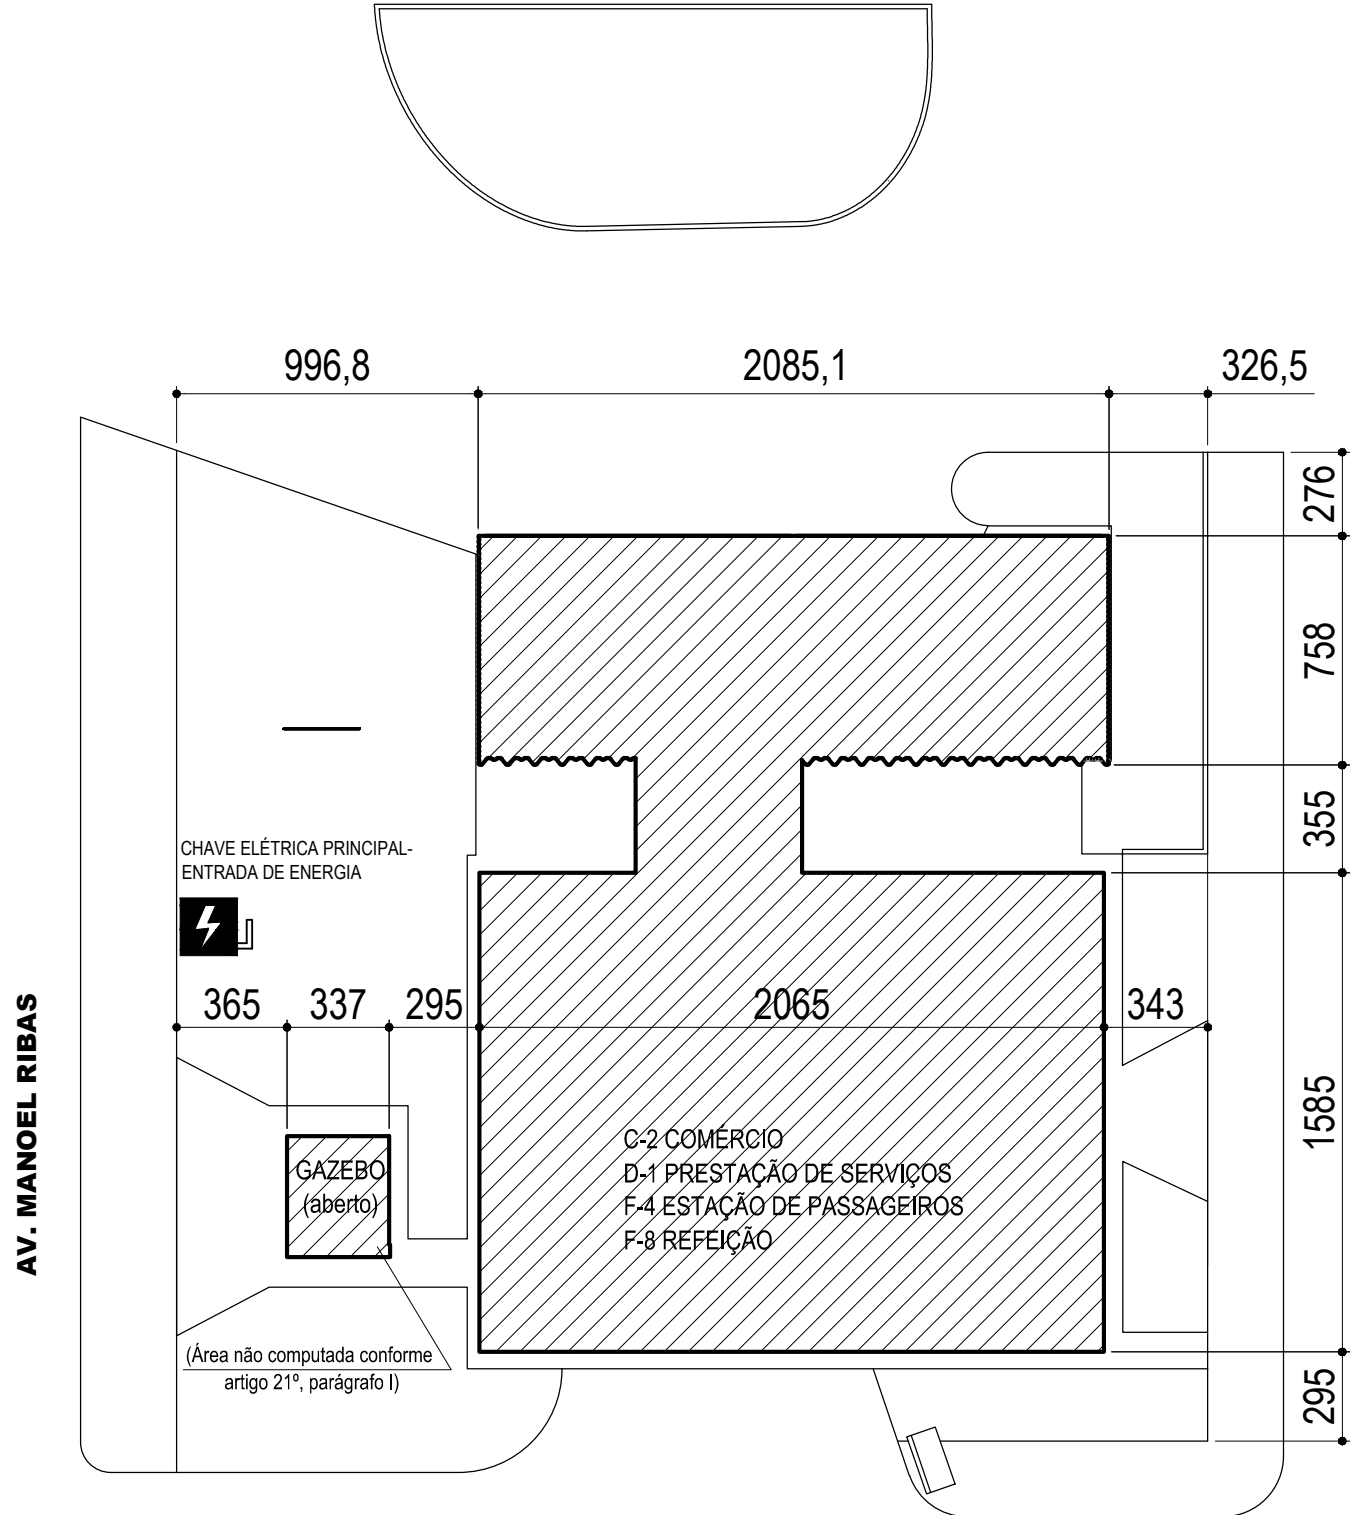 996,8
2085,1
326,5
276
758
355
1585
295
CHAVE ELÉTRICA PRINCIPAL-
ENTRADA DE ENERGIA
365
337
295
2065
343
AV. MANOEL RIBAS
GAZEBO
(aberto)
C-2 COMÉRCIO
D-1 PRESTAÇÃO DE SERVIÇOS
F-4 ESTAÇÃO DE PASSAGEIROS
F-8 REFEIÇÃO
(Área não computada conforme
artigo 21º, parágrafo I)